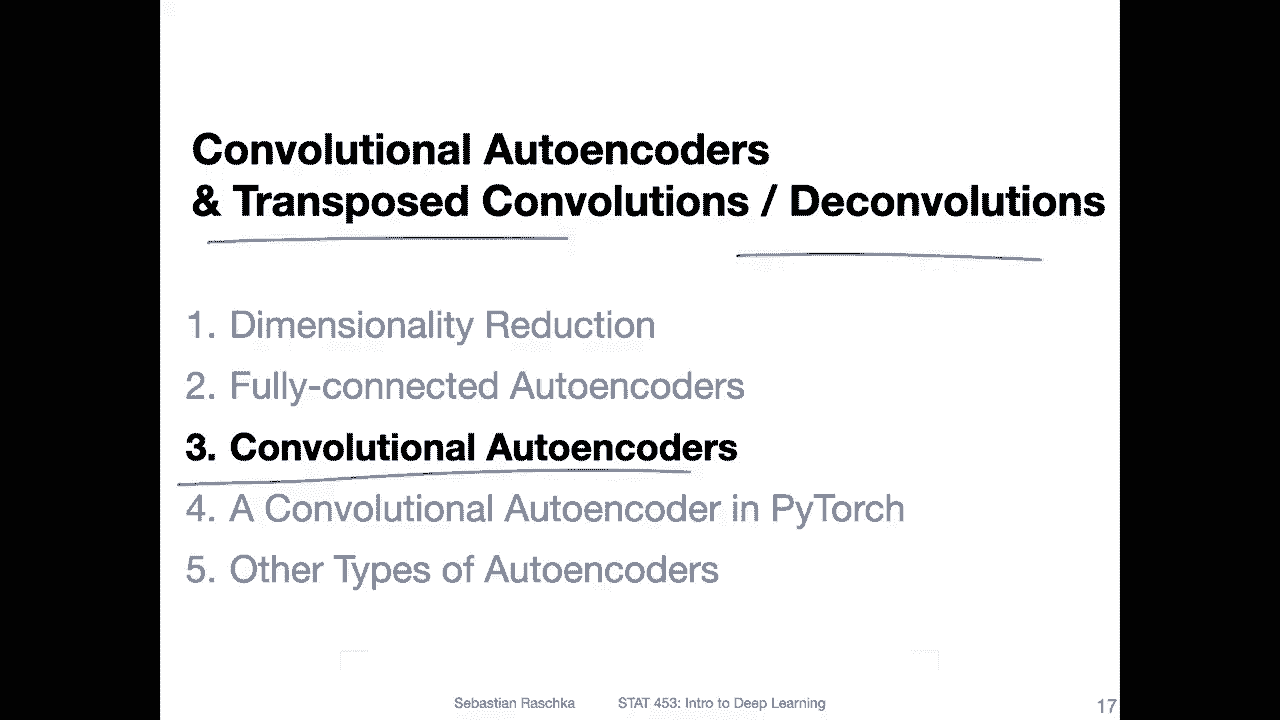 Convolutional Autoencoders
& Transposed Convolutions / Deconvolutions
1. Dimensionality Reduction
2. Fully-connected Autoencoders
3. Convolutional Autoencoders
4. A Convolutional Autoencoder in PyTorch
5. Other Types of Autoencoders
Sebastian Raschka STAT 453: Intro to Deep Learning 17